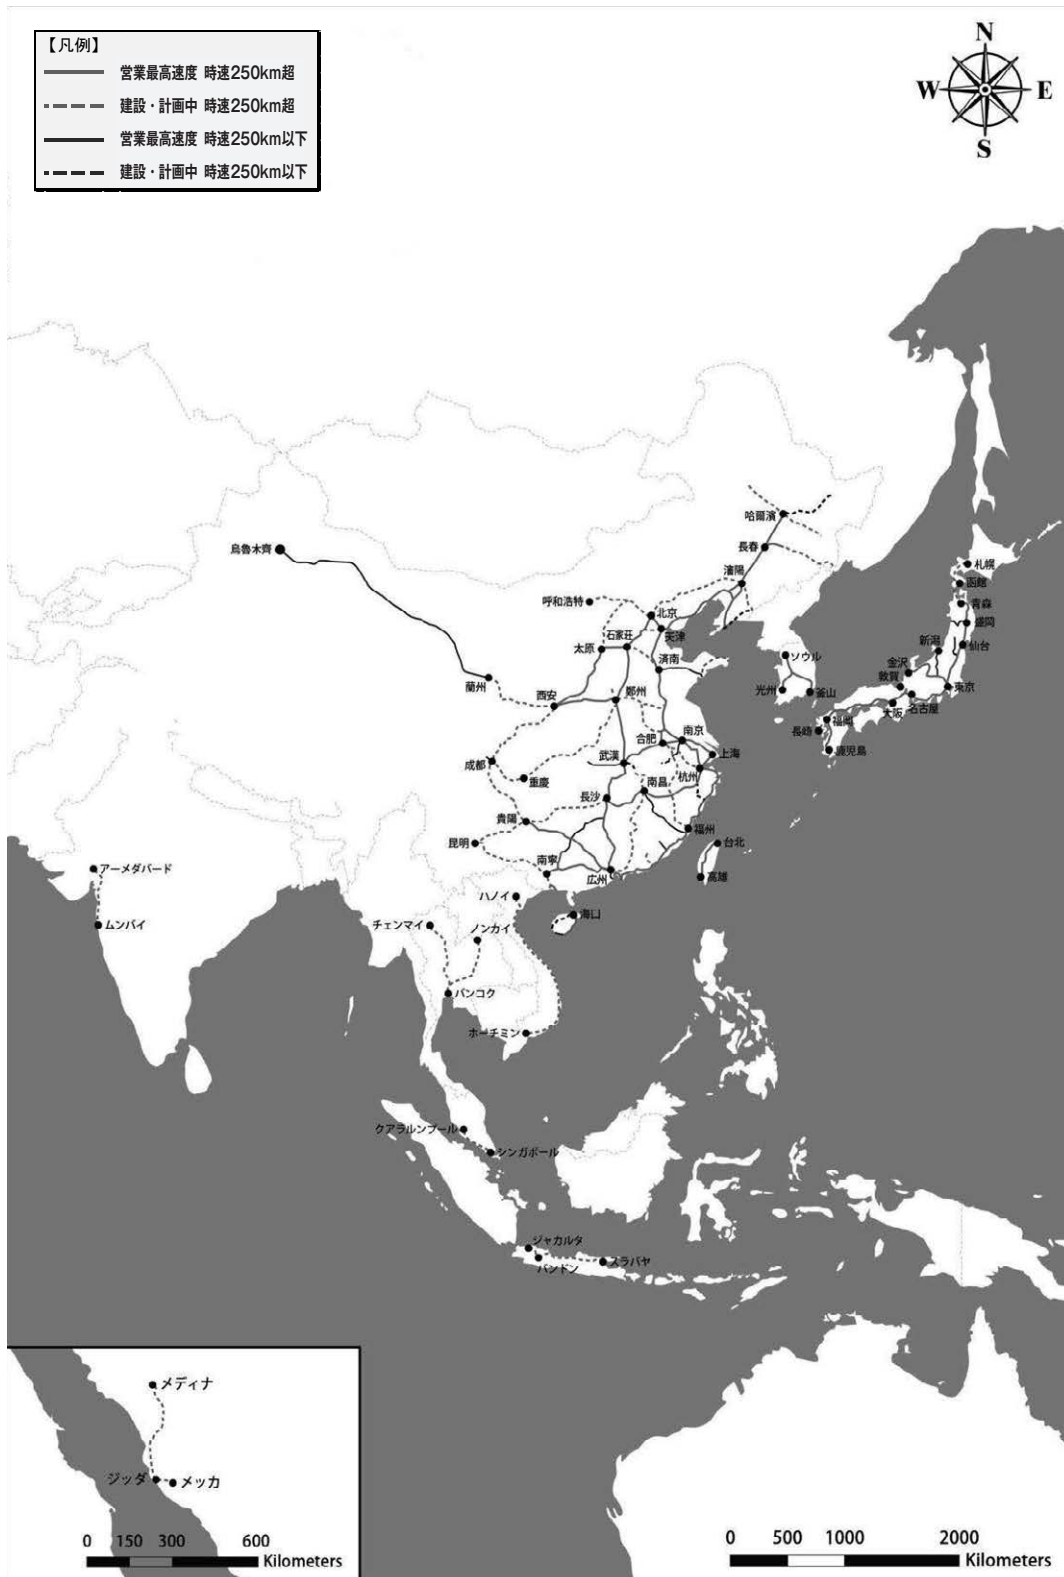 【凡例】
営業最高速度 時速250km超
建設・計画中 時速250km超
営業最高速度 時速250km以下
建設・計画中 時速250km以下
N
W
E
S
哈爾濱
烏魯木齊
長春
札幌
瀋陽
函館
呼和浩特
青森
北京
盛岡
天津
石家荘
新潟
仙台
太原
ソウル
済南
金沢
敦賀
蘭州
西安
鄭州
光州
釜山
東京
名古屋
大阪
福岡
長崎
南京
合肥
鹿児島
武漢
上海
成都
杭州
重慶
南昌
長沙
貴陽
福州
昆明
台北
南寧
アーメダバード
広州
高雄
ハノイ
海口
ムンバイ
チェンマイ
ノンカイ
バンコク
ホーチミン
クアラルンプール
シンガポール
ジャカルタ
バンドン
スラバヤ
メディナ
ジッダ
メッカ
0 150 300 600
Kilometers
0 500 1000 2000
Kilometers